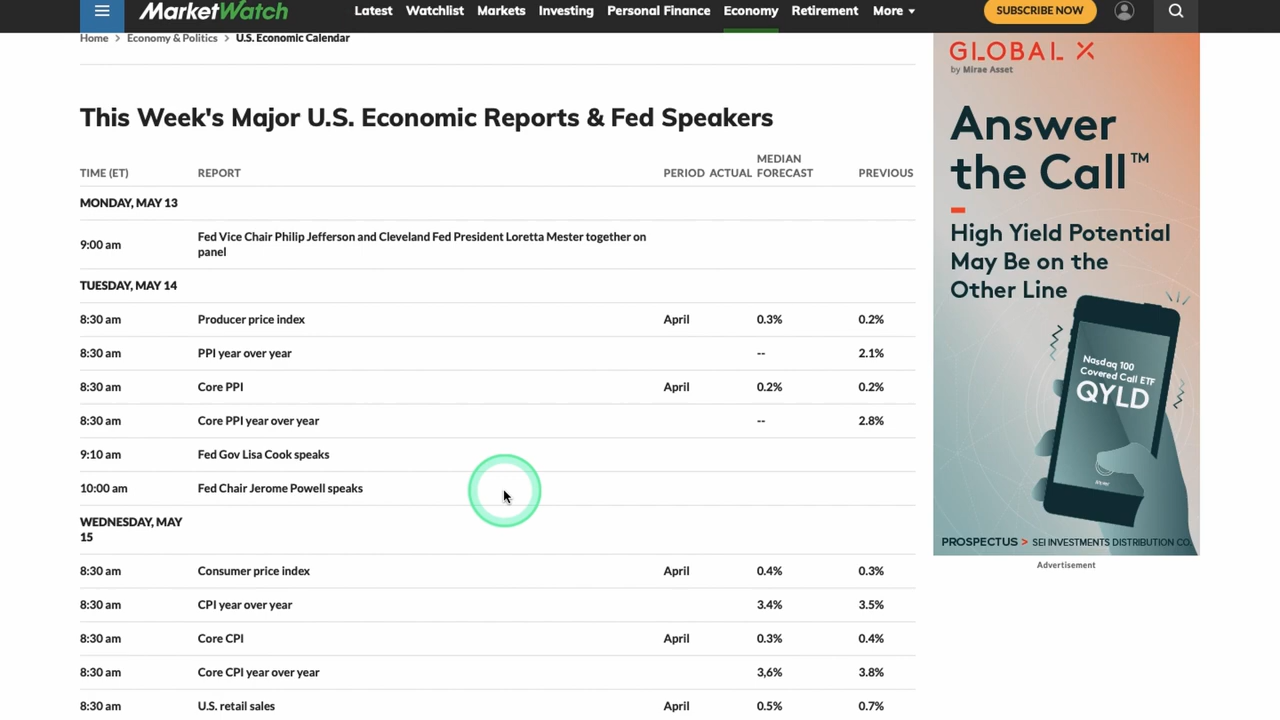 MarketWatch
Latest Watchlist Markets Investing Personal Finance Economy Retirement More
SUBSCRIBE NOW
Home > Economy & Politics > U.S. Economic Calendar
This Week's Major U.S. Economic Reports & Fed Speakers
TIME (ET) REPORT PERIOD ACTUAL MEDIAN FORECAST PREVIOUS
MONDAY, MAY 13
9:00 am Fed Vice Chair Philip Jefferson and Cleveland Fed President Loretta Mester together on
panel
TUESDAY, MAY 14
8:30 am Producer price index April 0.3% 0.2%
8:30 am PPI year over year -- 2.1%
8:30 am Core PPI April 0.2% 0.2%
8:30 am Core PPI year over year -- 2.8%
9:10 am Fed Gov Lisa Cook speaks
10:00 am Fed Chair Jerome Powell speaks
WEDNESDAY, MAY
15
8:30 am Consumer price index April 0.4% 0.3%
8:30 am CPI year over year 3.4% 3.5%
8:30 am Core CPI April 0.3% 0.4%
8:30 am Core CPI year over year 3,6% 3.8%
8:30 am U.S. retail sales April 0.5% 0.7%
GLOBAL X
by Mirae Asset
Answer
the Call™
High Yield Potential
May Be on the
Other Line
Nasdaq 100
Covered Call ETF
QYLD
PROSPECTUS > SEI INVESTMENTS DISTRIBUTION CO.
Advertisement